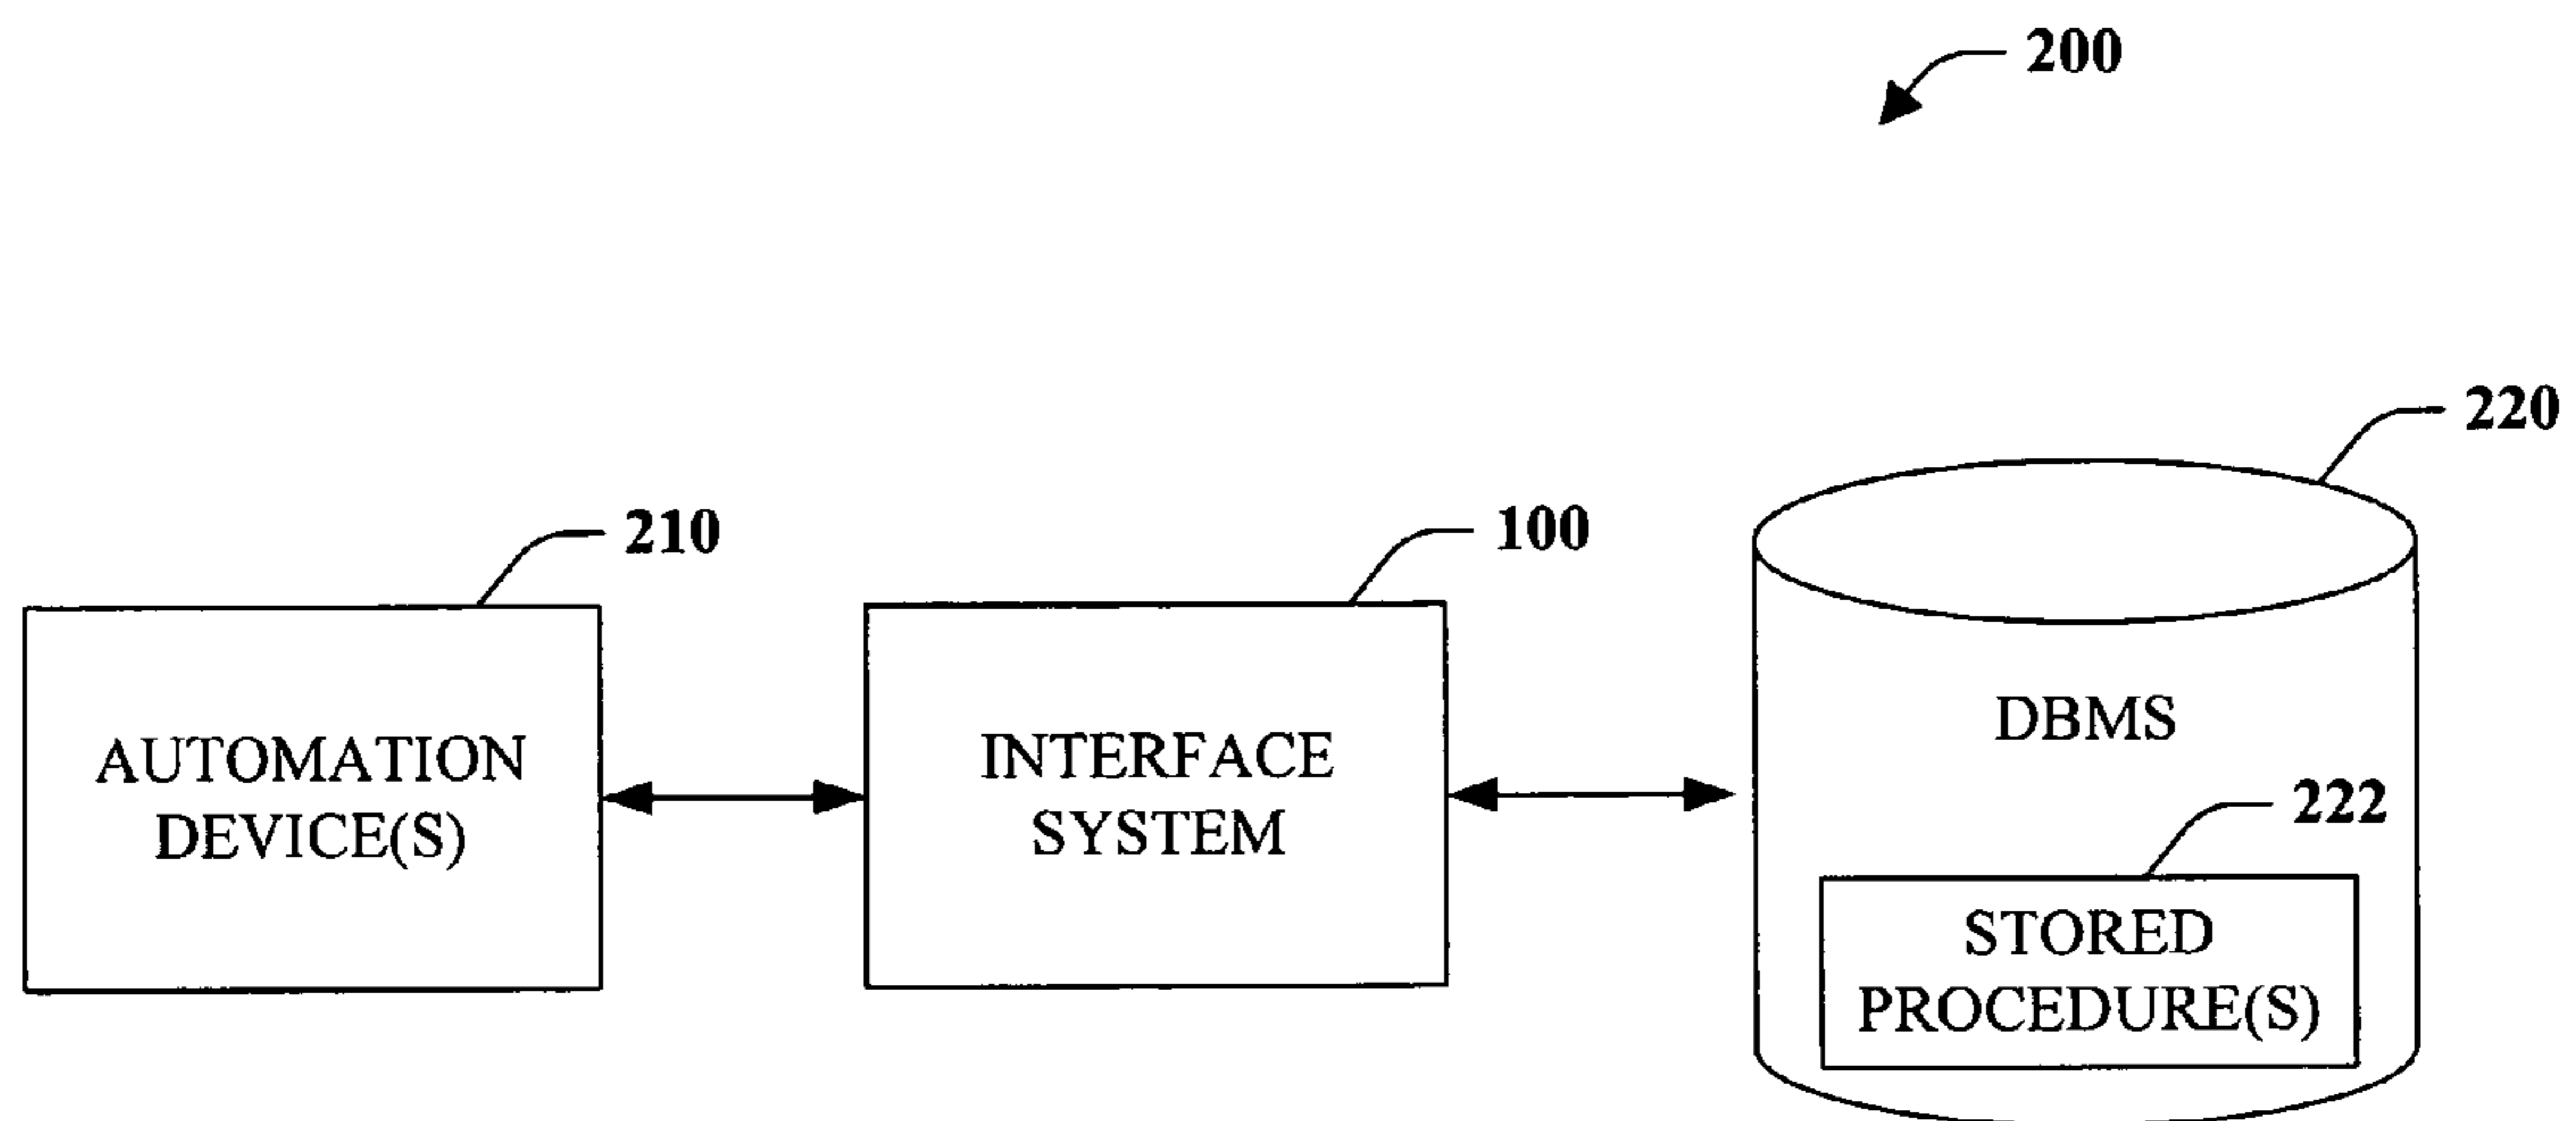 200
220
210
100
DBMS
AUTOMATION
DEVICE(S)
INTERFACE
SYSTEM
222
STORED
PROCEDURE(S)